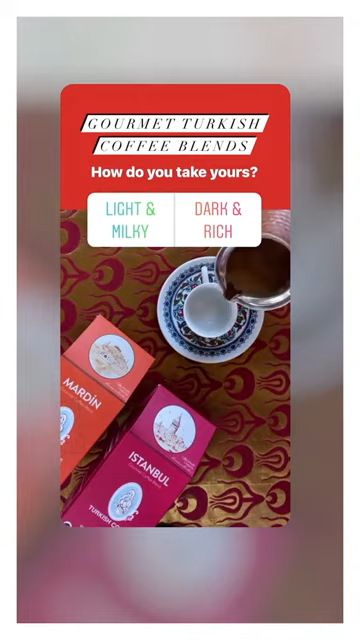 GOURMET TURKISH
COFFEE BLENDS
How do you take yours?
LIGHT &
MILKY
DARK &
RICH
MARDİN
ISTANBUL
TURKISH CO